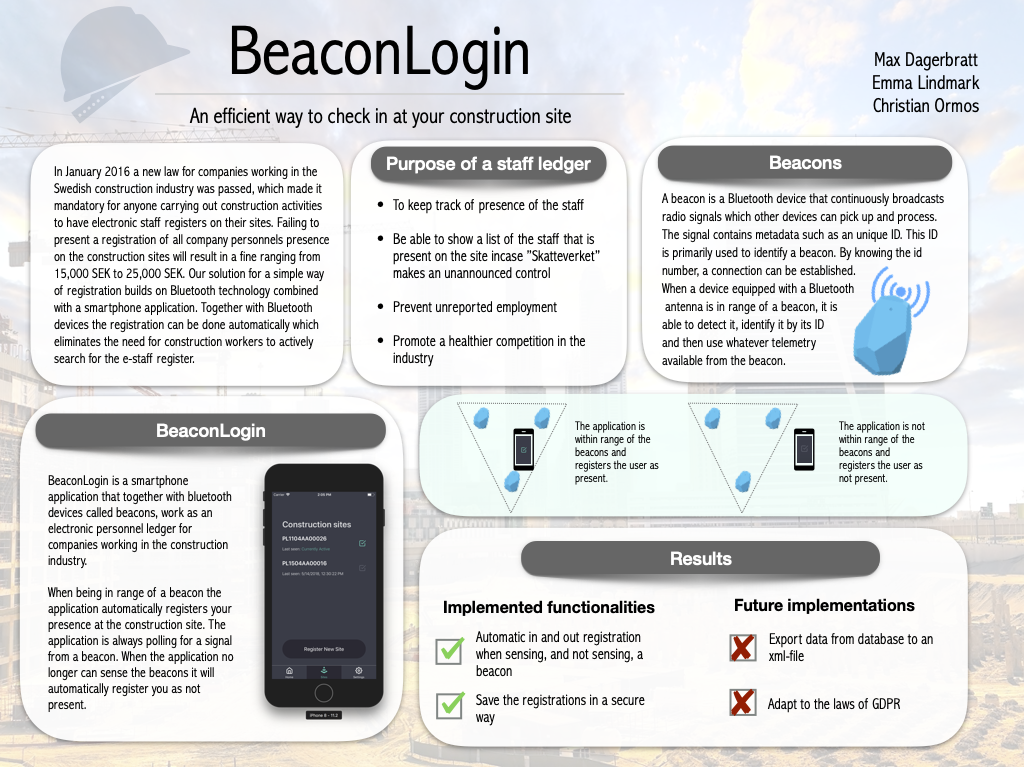 BeaconLogin
An efficient way to check in at your construction site
Max Dagerbratt
Emma Lindmark
Christian Ormos
In January 2016 a new law for companies working in the
Swedish construction industry was passed, which made it
mandatory for anyone carrying out construction activities
to have electronic staff registers on their sites. Failing to
present a registration of all company personnels presence
on the construction sites will result in a fine ranging from
15,000 SEK to 25,000 SEK. Our solution for a simple way
of registration builds on Bluetooth technology combined
with a smartphone application. Together with Bluetooth
devices the registration can be done automatically which
eliminates the need for construction workers to actively
search for the e-staff register.
Purpose of a staff ledger
• To keep track of presence of the staff
• Be able to show a list of the staff that is
present on the site incase ”Skatteverket”
makes an unannounced control
• Prevent unreported employment
• Promote a healthier competition in the
industry
Beacons
A beacon is a Bluetooth device that continuously broadcasts
radio signals which other devices can pick up and process.
The signal contains metadata such as an unique ID. This ID
is primarily used to identify a beacon. By knowing the id
number, a connection can be established.
When a device equipped with a Bluetooth
antenna is in range of a beacon, it is
able to detect it, identify it by its ID
and then use whatever telemetry
available from the beacon.
BeaconLogin
BeaconLogin is a smartphone
application that together with bluetooth
devices called beacons, work as an
electronic personnel ledger for
companies working in the construction
industry.
When being in range of a beacon the
application automatically registers your
presence at the construction site. The
application is always polling for a signal
from a beacon. When the application no
longer can sense the beacons it will
automatically register you as not
present.
Construction sites
PL1104AA00026
Last seen: Currently Active
PL1504AA00016
Register New Site
iPhone 8 - 11.2
The application is
within range of the
beacons and
registers the user as
present.
The application is not
within range of the
beacons and
registers the user as
not present.
Results
Implemented functionalities
Automatic in and out registration
when sensing, and not sensing, a
beacon
Save the registrations in a secure
way
Future implementations
Export data from database to an
xml-file
Adapt to the laws of GDPR